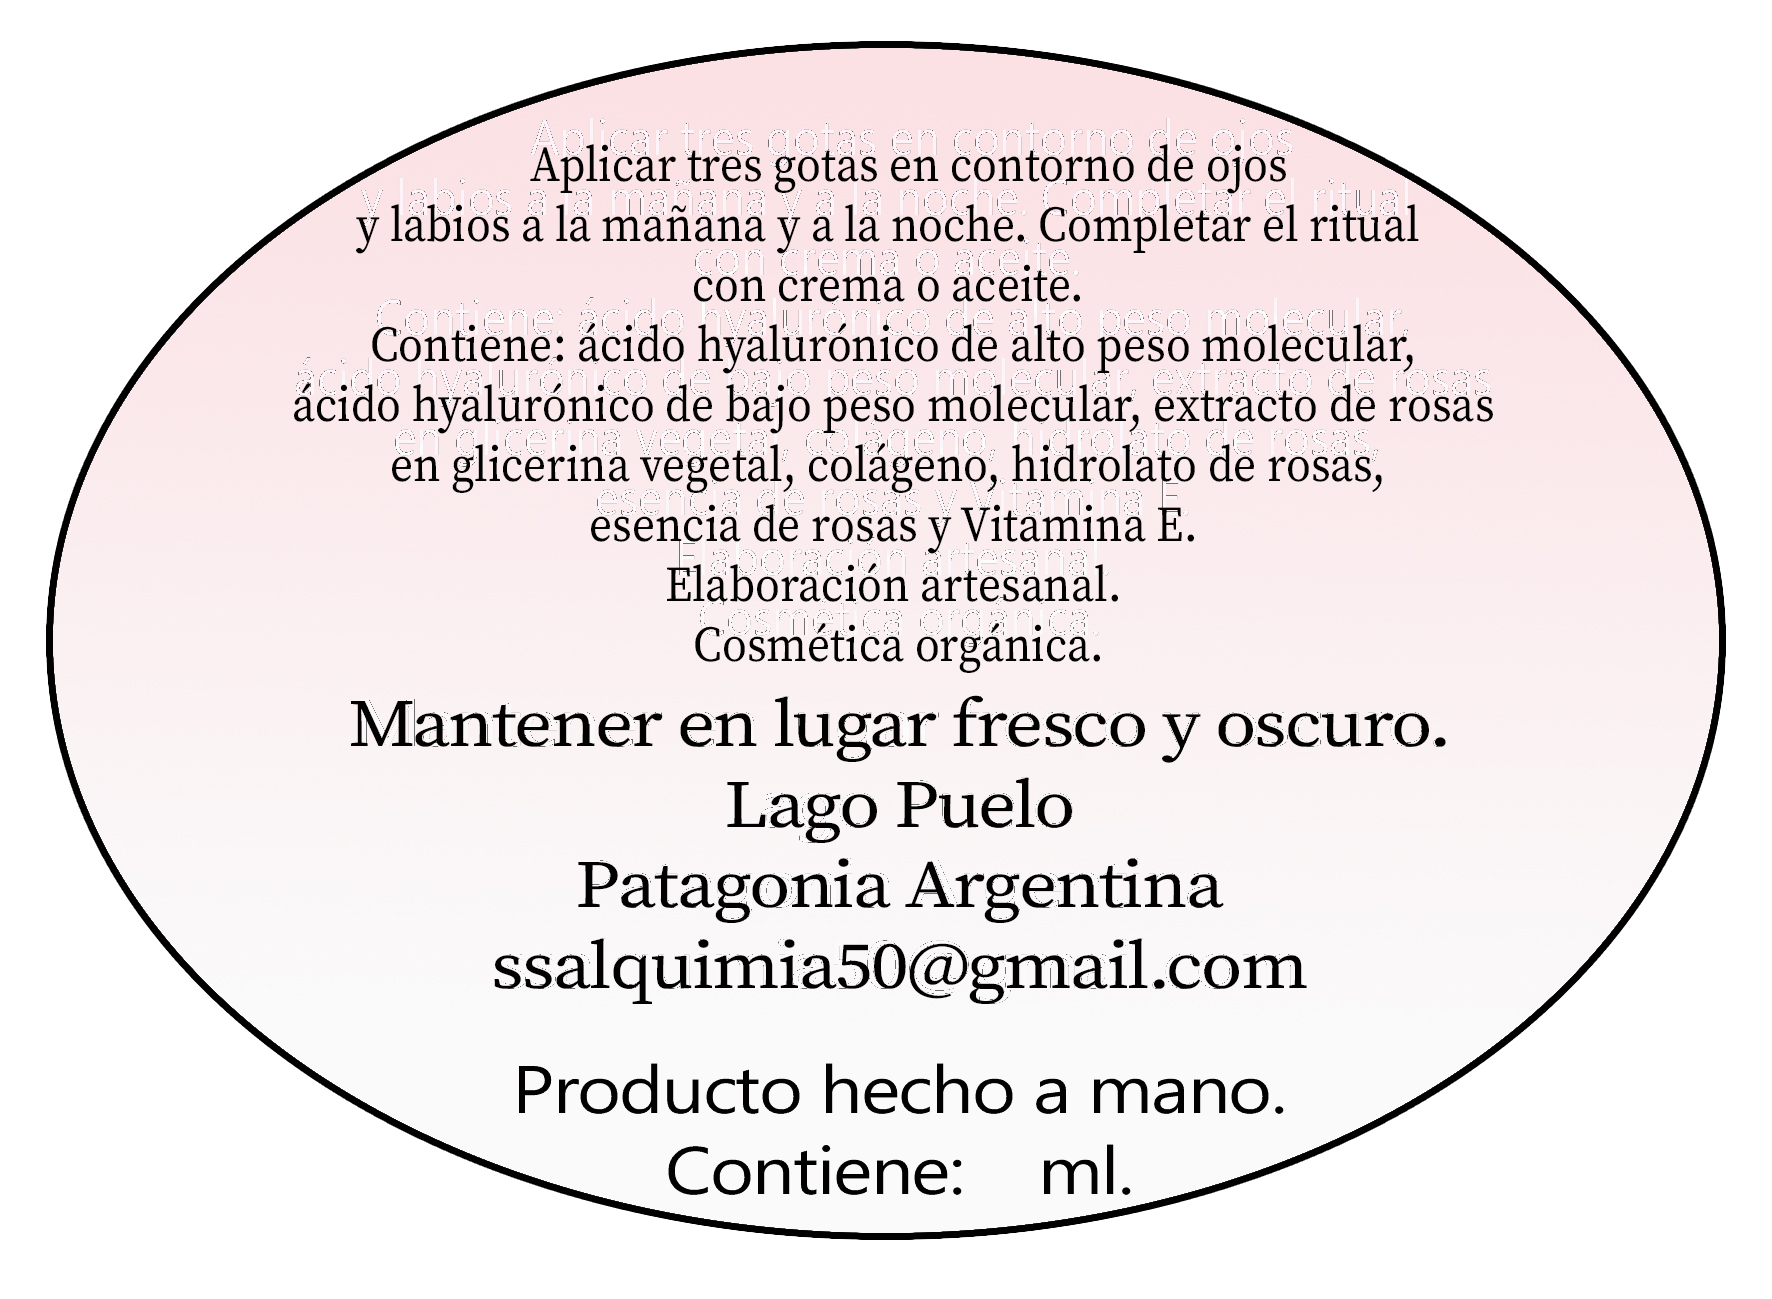 Aplicar tres gotas en contorno de ojos
y labios a la mañana y a la noche. Completar el ritual
con crema o aceite.
Contiene: ácido hyalurónico de alto peso molecular,
ácido hyalurónico de bajo peso molecular, extracto de rosas
en glicerina vegetal, colágeno, hidrolato de rosas,
esencia de rosas y Vitamina E.
Elaboración artesanal.
Cosmética orgánica.
Mantener en lugar fresco y oscuro.
Lago Puelo
Patagonia Argentina
ssalquimia50@gmail.com
Producto hecho a mano.
Contiene: ml.